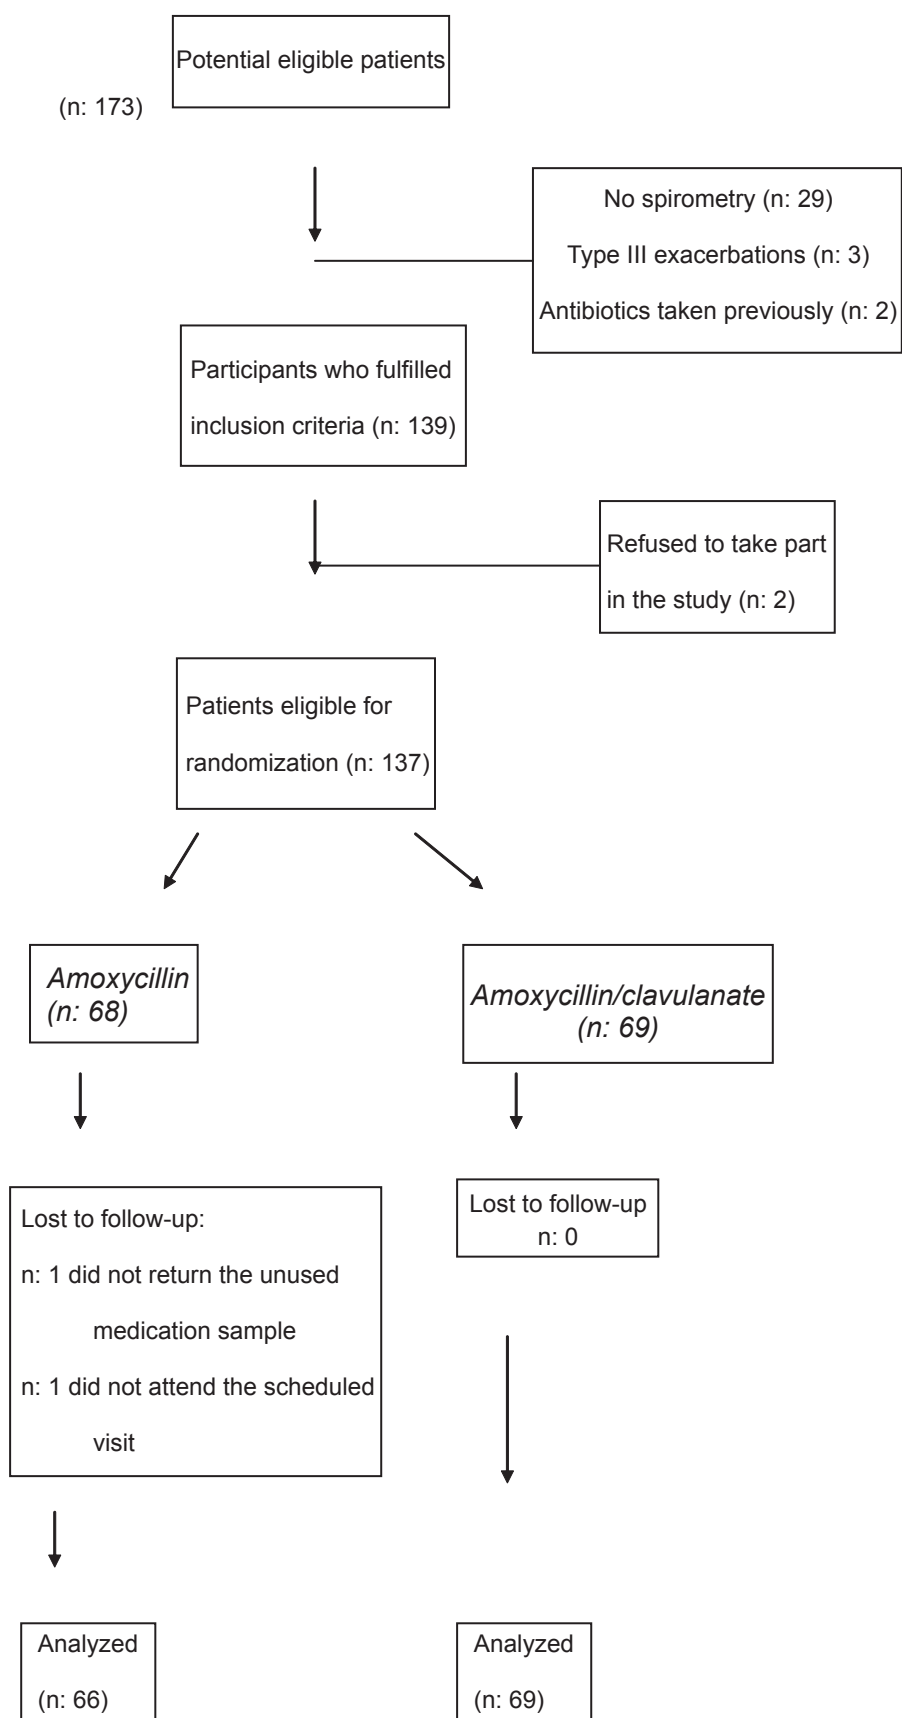 Potential eligible patients
(n: 173)
No spirometry (n: 29)
Type III exacerbations (n: 3)
Antibiotics taken previously (n: 2)
Participants who fulfilled
inclusion criteria (n: 139)
Refused to take part
in the study (n: 2)
Patients eligible for
randomization (n: 137)
Amoxycillin
(n: 68)
Amoxycillin/clavulanate
(n: 69)
Lost to follow-up:
n: 1 did not return the unused
medication sample
n: 1 did not attend the scheduled
visit
Lost to follow-up
n: 0
Analyzed
(n: 66)
Analyzed
(n: 69)